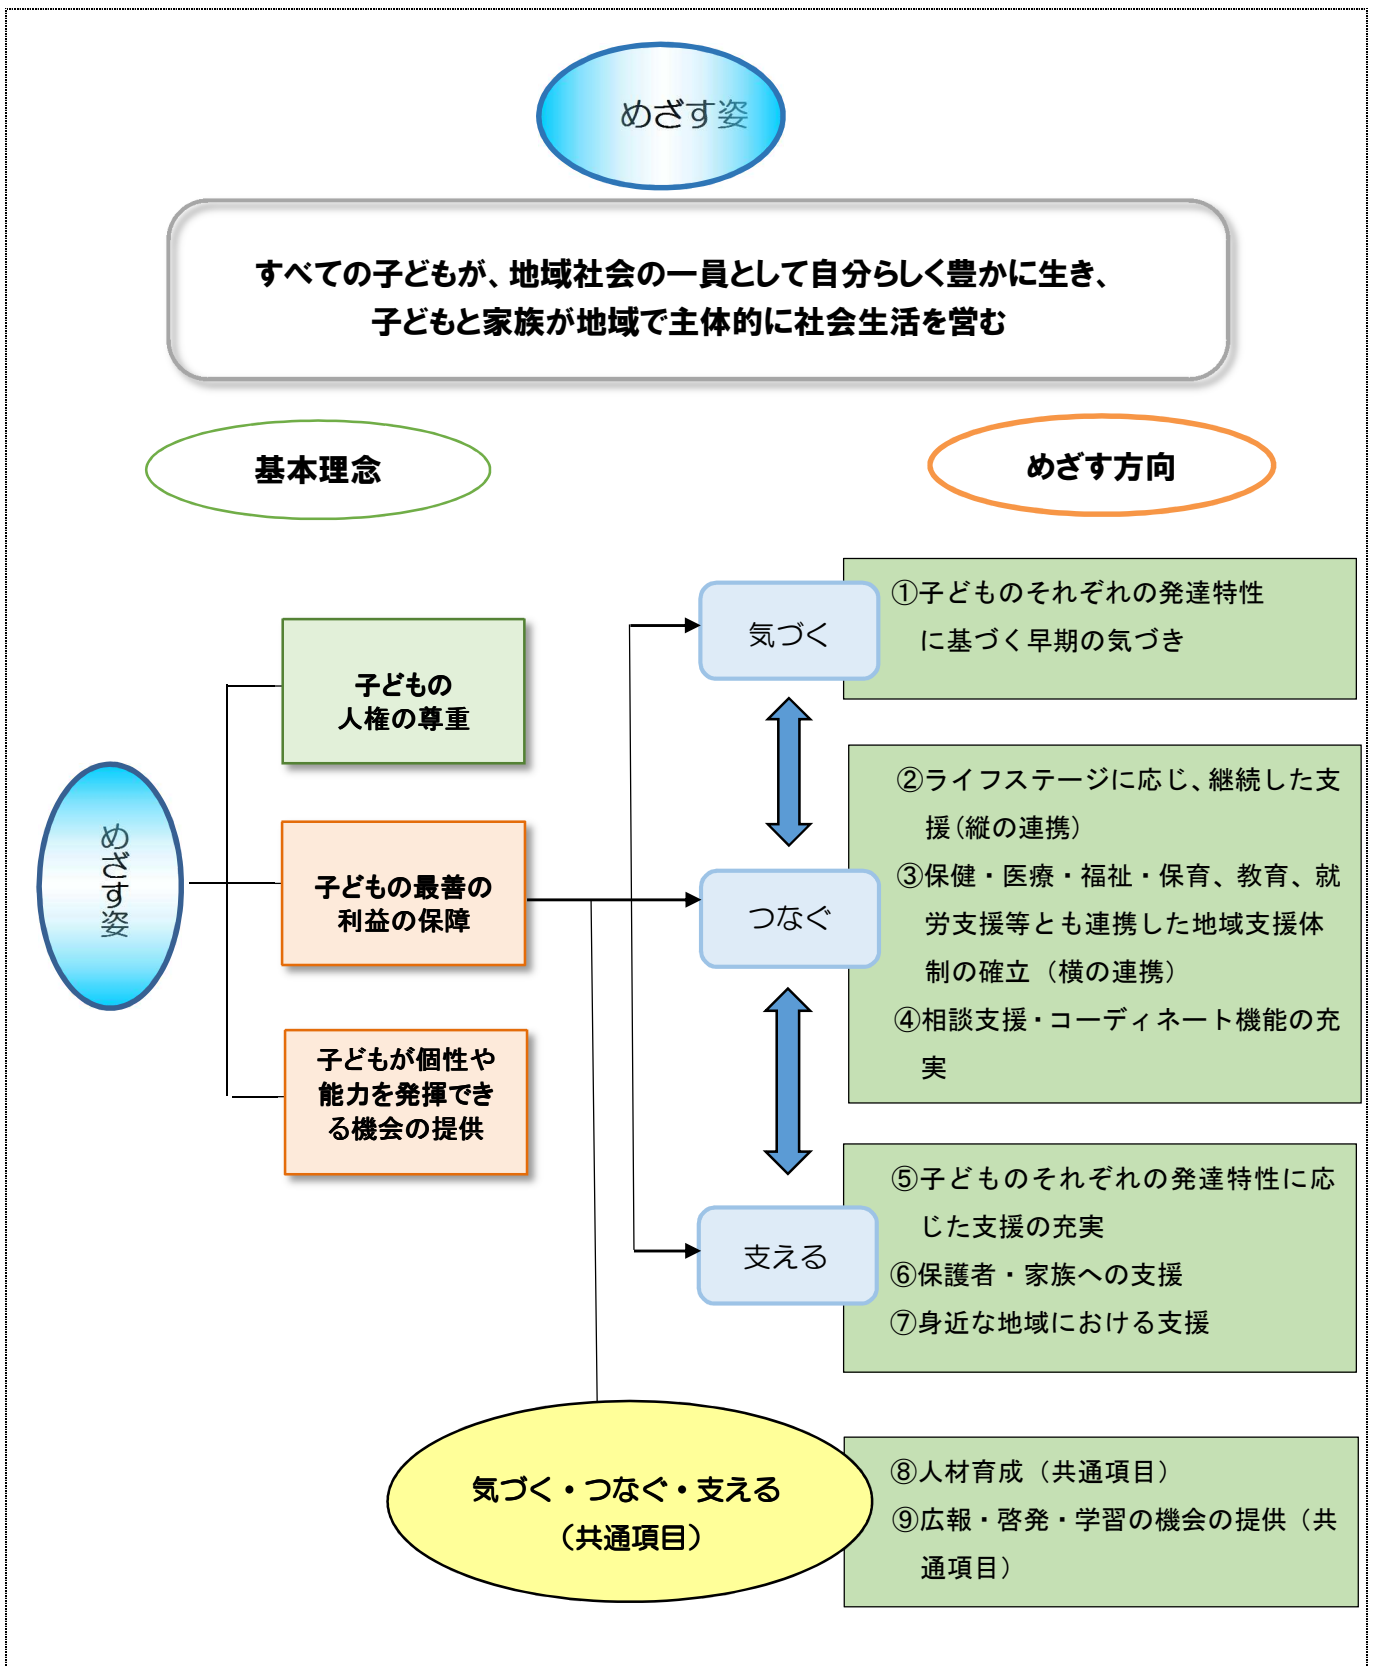 めざす姿
すべての子どもが、地域社会の一員として自分らしく豊かに生き、
子どもと家族が地域で主体的に社会生活を営む
基本理念
めざす方向
めざす姿
子どもの
人権の尊重
子どもの最善の
利益の保障
子どもが個性や
能力を発揮でき
る機会の提供
気づく
①子どものそれぞれの発達特性
に基づく早期の気づき
つなぐ
②ライフステージに応じ、継続した支
援(縦の連携)
③保健・医療・福祉・保育、教育、就
労支援等とも連携した地域支援体
制の確立（横の連携）
④相談支援・コーディネート機能の充
実
支える
⑤子どものそれぞれの発達特性に応
じた支援の充実
⑥保護者・家族への支援
⑦身近な地域における支援
気づく・つなぐ・支える
（共通項目）
⑧人材育成（共通項目）
⑨広報・啓発・学習の機会の提供（共
通項目）